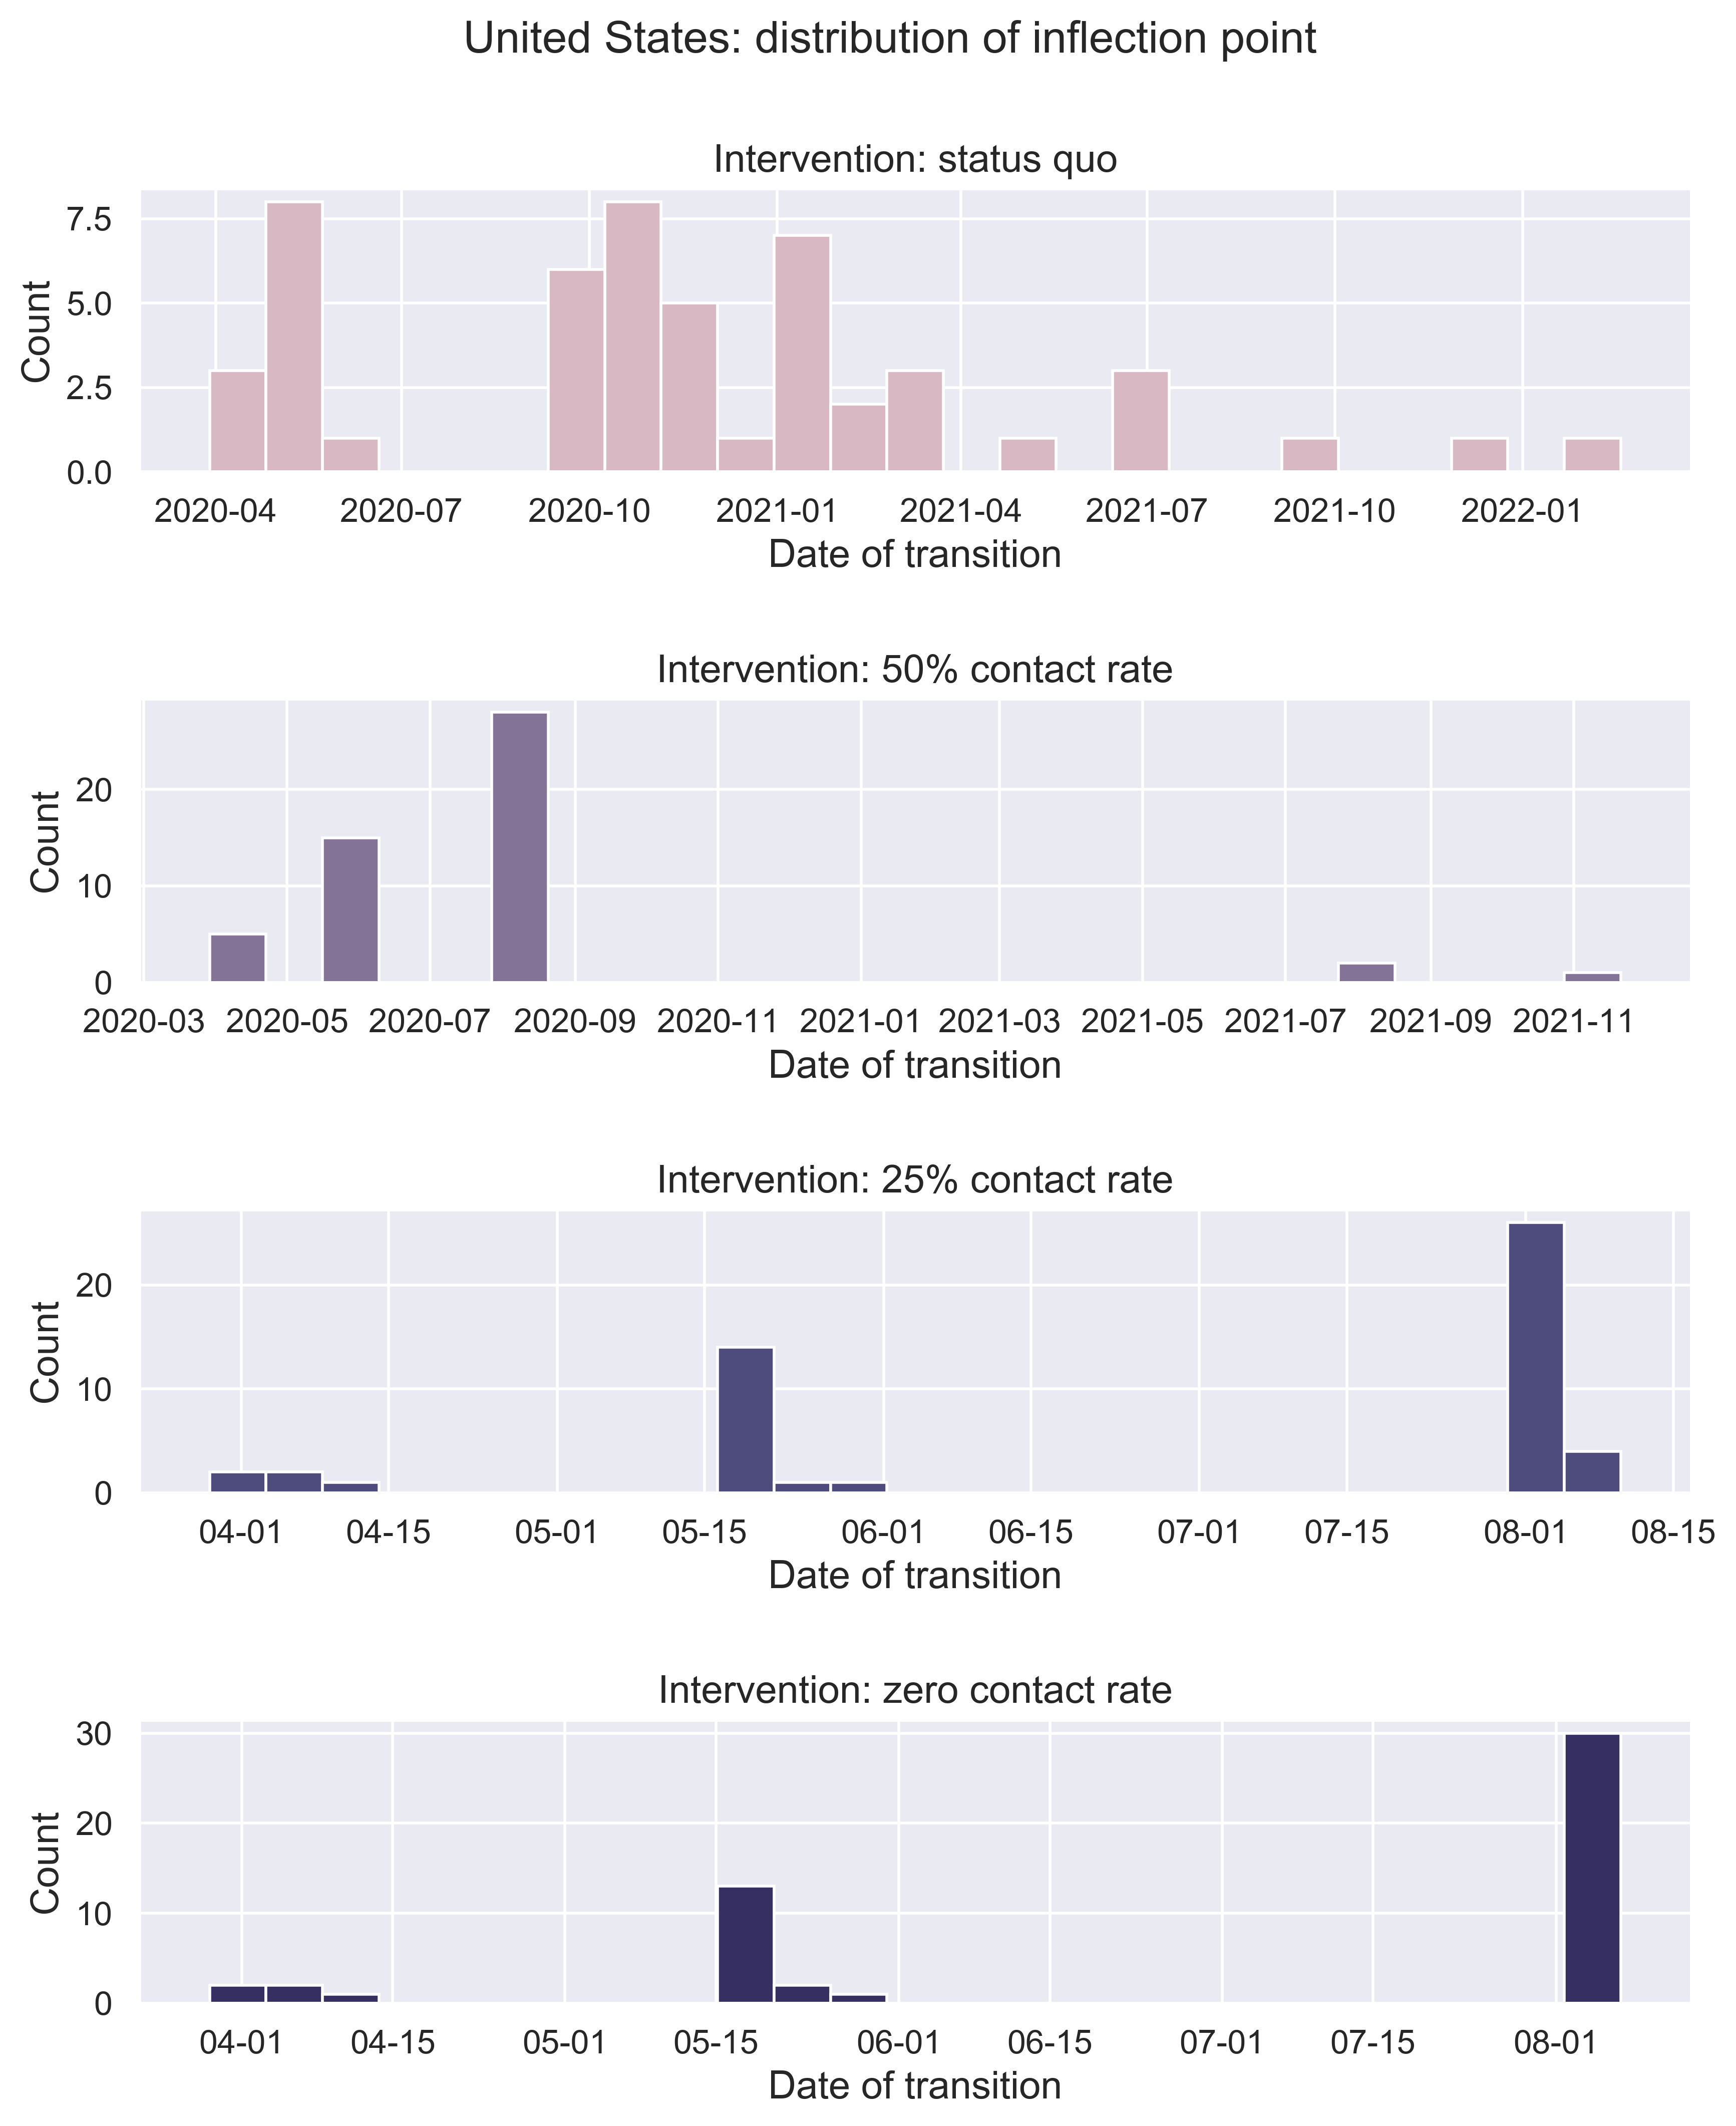 United States: distribution of inflection point
Intervention: status quo
Count
7.5
5.0
2.5
0.0
2020-04 2020-07 2020-10 2021-01 2021-04 2021-07 2021-10 2022-01
Date of transition
Intervention: 50% contact rate
Count
20
10
0
2020-03 2020-05 2020-07 2020-09 2020-11 2021-01 2021-03 2021-05 2021-07 2021-09 2021-11
Date of transition
Intervention: 25% contact rate
Count
20
10
0
04-01 04-15 05-01 05-15 06-01 06-15 07-01 07-15 08-01 08-15
Date of transition
Intervention: zero contact rate
Count
30
20
10
0
04-01 04-15 05-01 05-15 06-01 06-15 07-01 07-15 08-01
Date of transition